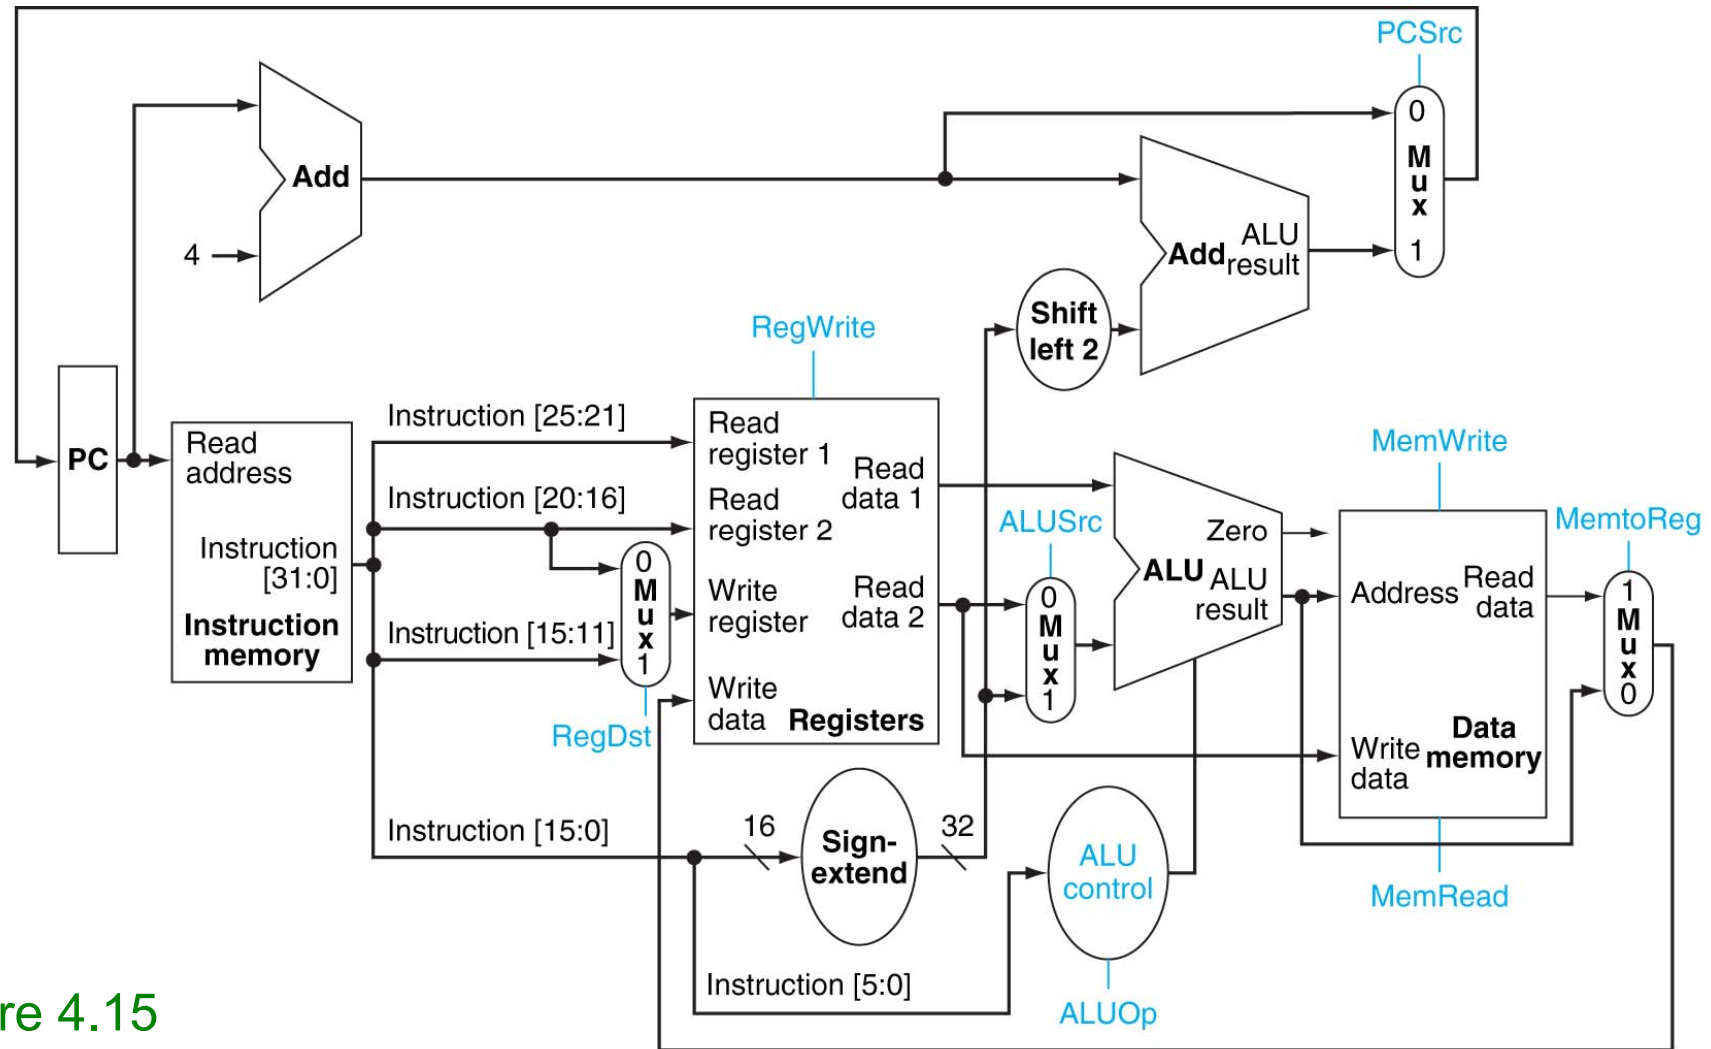 PCSrc
0
M
u
x
1
Add
4
Add
ALU
result
Shift
left 2
RegWrite
PC
Read
address
Instruction
[31:0]
Instruction
memory
Instruction [25:21]
Instruction [20:16]
Instruction [15:11]
Instruction [15:0]
0
M
u
x
1
RegDst
Read
register 1
Read
register 2
Write
register
Write
data
Read
data 1
Read
data 2
Registers
ALUSrc
0
M
u
x
1
Zero
ALU
ALU
result
MemWrite
Address
Read
data
Write
data
Data
memory
MemRead
MemtoReg
1
M
u
x
0
16
Sign-
extend
32
ALU
control
Instruction [5:0]
ALUOp
re 4.15